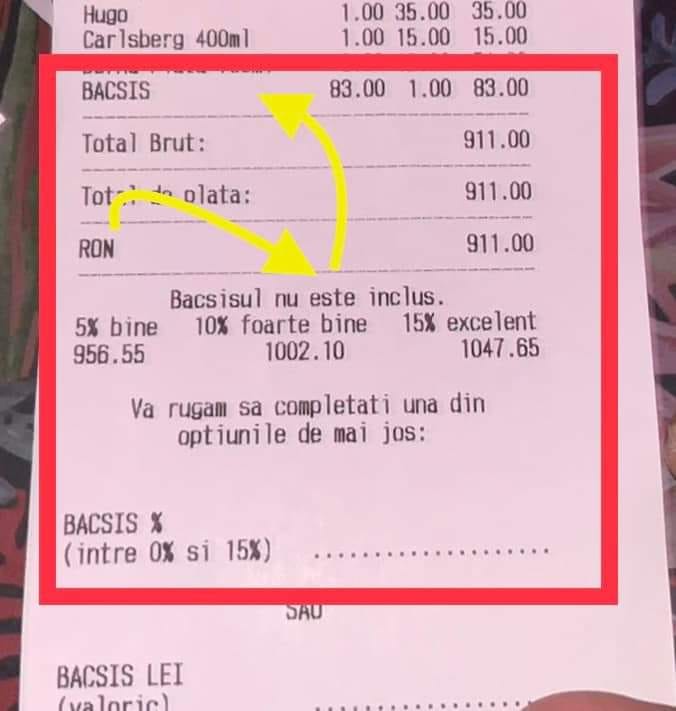 Hugo 1.00 35.00 35.00
Carlsberg 400ml 1.00 15.00 15.00
BACSIS 83.00 1.00 83.00
Total Brut: 911.00
Total de plata: 911.00
RON 911.00
Bacsisul nu este inclus.
5% bine 10% foarte bine 15% excelent
956.55 1002.10 1047.65
Va rugam sa completati una din
optiunile de mai jos:
BACSIS %
(intre 0% si 15%) ....................
SAU
BACSIS LEI
(valoric) ....................